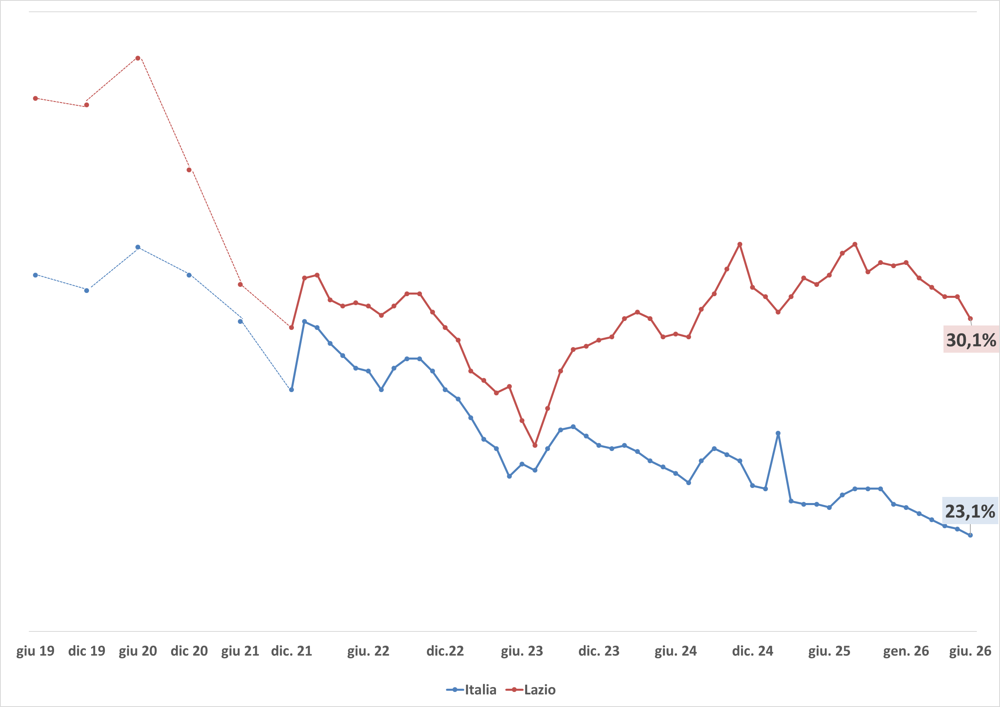 30,1%
23,1%
giu 19 dic 19 giu 20 dic 20 giu 21 dic. 21 giu. 22 dic.22 giu. 23 dic. 23 giu. 24 dic. 24 giu. 25 gen. 26 giu. 26
Italia Lazio